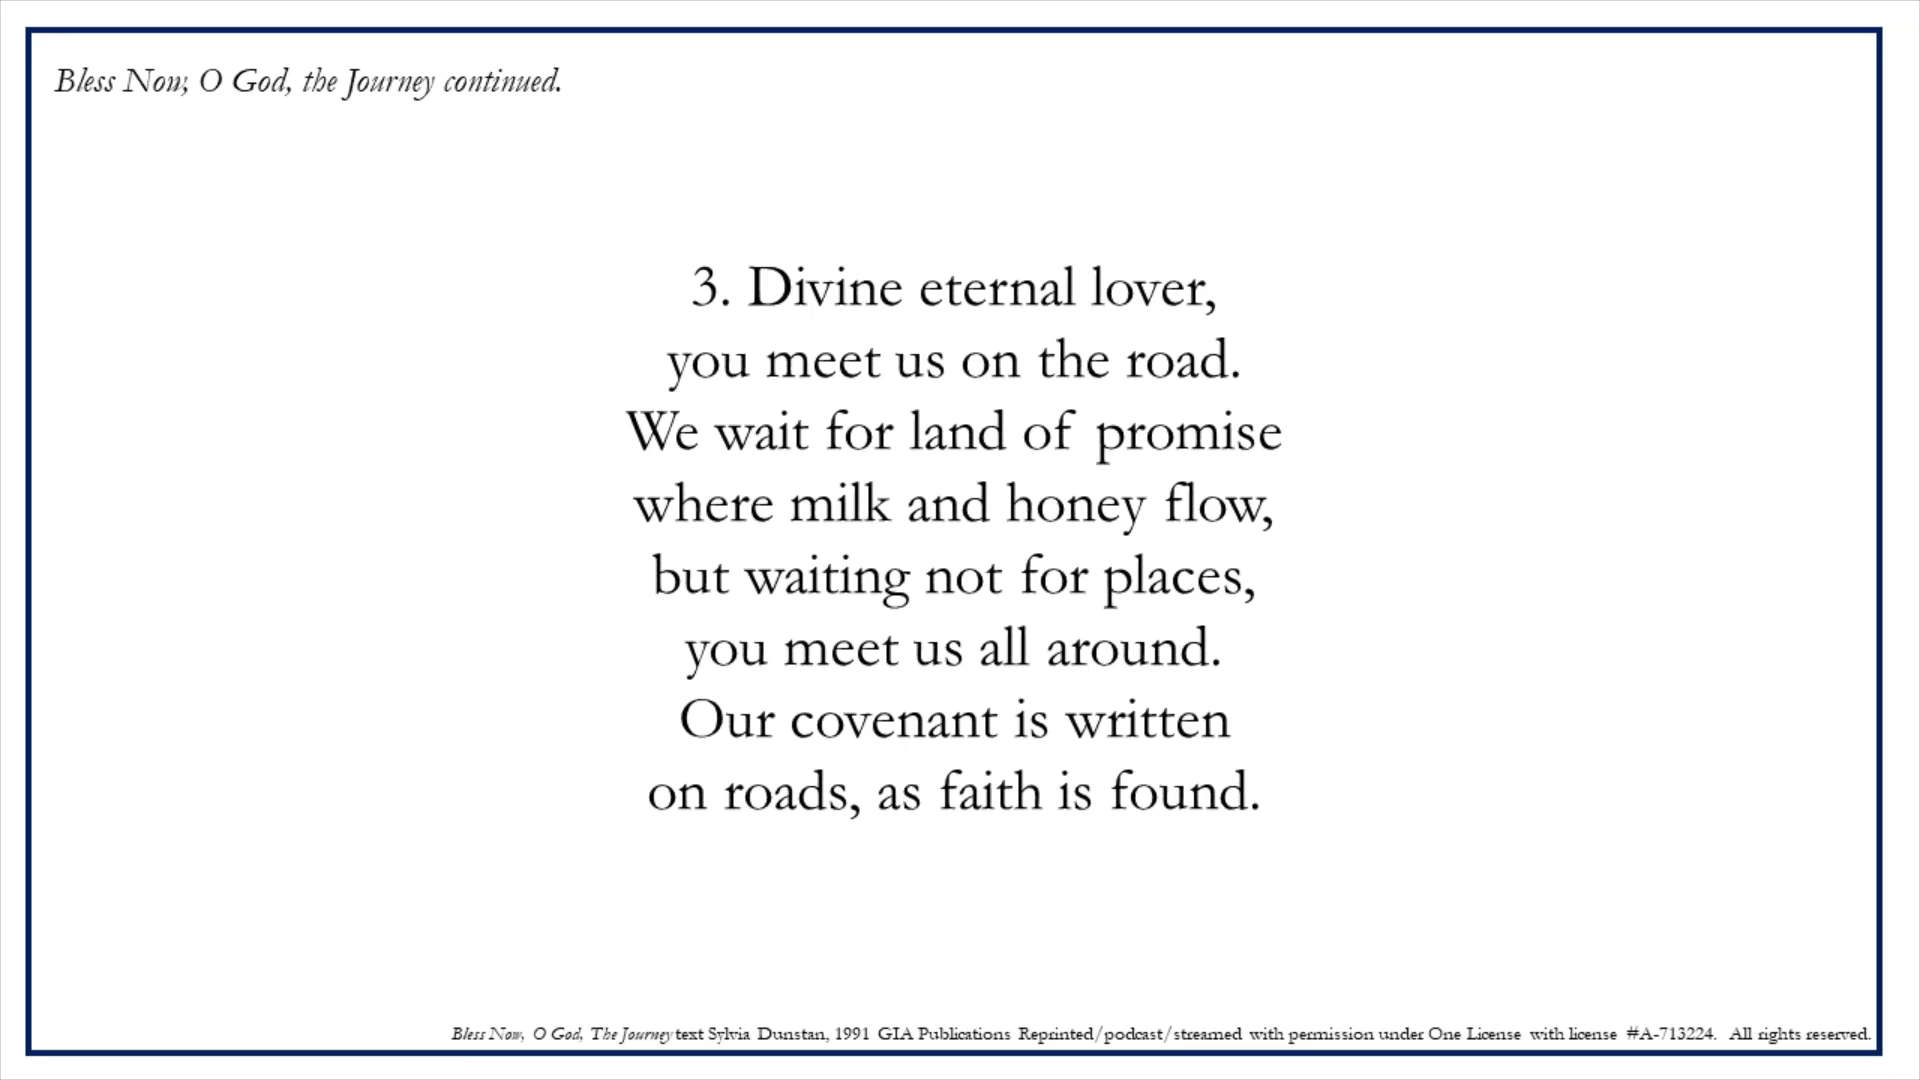 Bless Now, O God, the Journey continued.
3. Divine eternal lover,
you meet us on the road.
We wait for land of promise
where milk and honey flow,
but waiting not for places,
you meet us all around.
Our covenant is written
on roads, as faith is found.
Bless Now, O God, The Journey text Sylvia Dunstan, 1991 GIA Publications Reprinted/podcast/streamed with permission under One License with license #A-713224. All rights reserved.